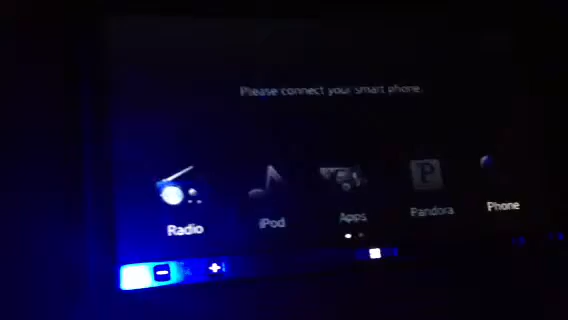 Please connect your smart phone.
Radio
iPod
Apps
Pandora
Phone
P